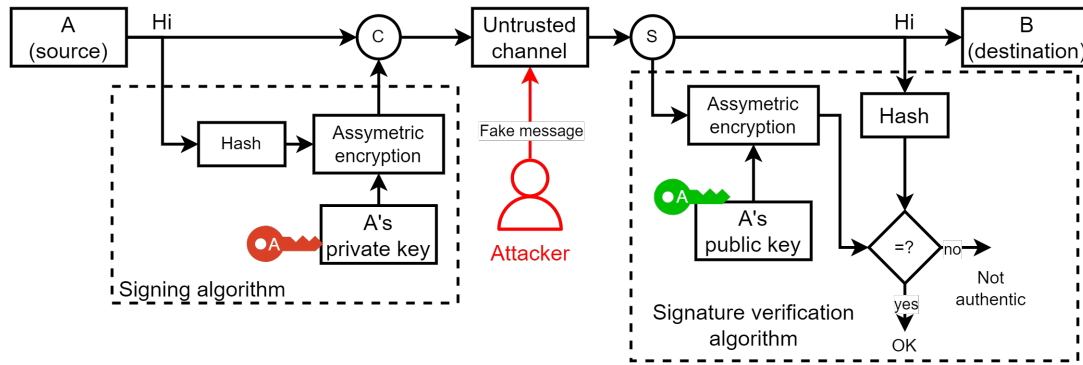 A
(source)
Hi
C
Untrusted
channel
S
Hi
B
(destination)
Hash
Assymetric
encryption
A
A's
private key
Signing algorithm
Fake message
Attacker
Assymetric
encryption
Hash
A
A's
public key
=?
no
Not
authentic
yes
OK
Signature verification
algorithm